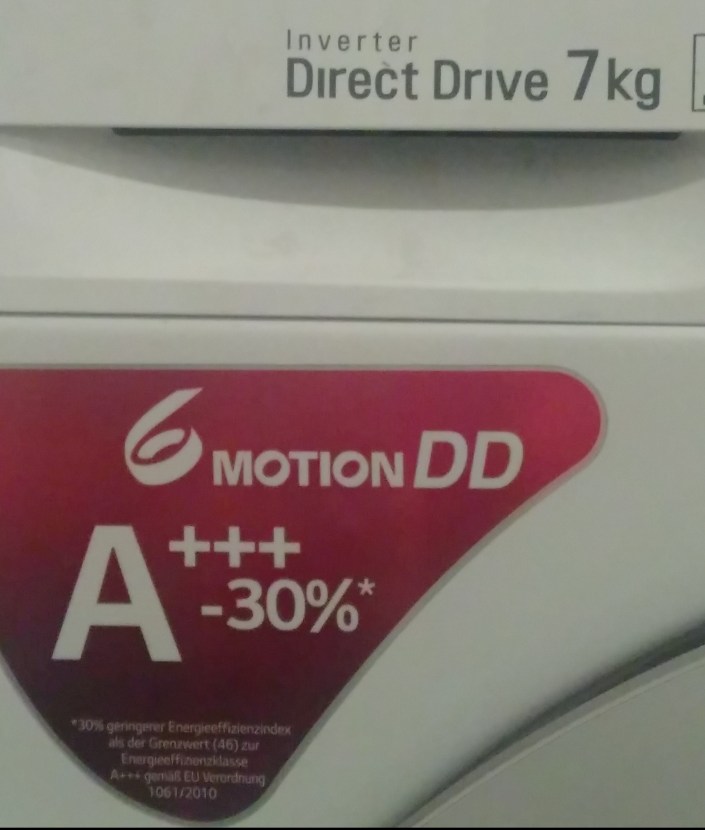 Inverter
Direct Drive 7kg
6 MOTION DD
A+++
-30%*
*30% geringerer Energieeffizienzindex
als der Grenzwert (46) zur
Energieeffizienzklasse
A+++ gemäß EU Verordnung
1061/2010